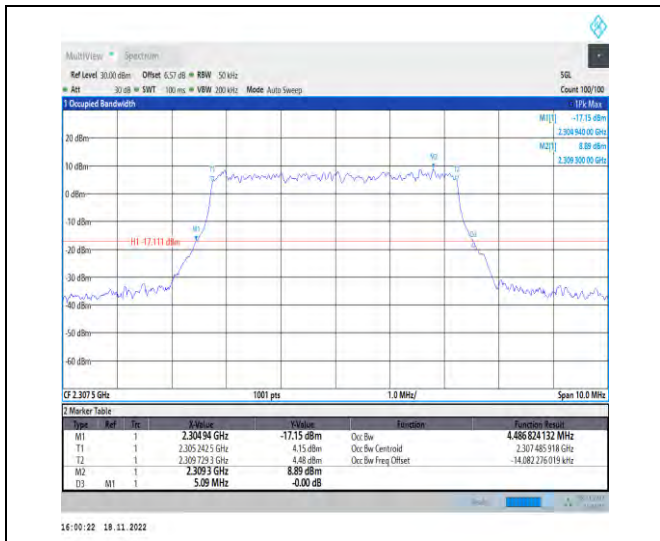 MultiView Spectrum
Ref Level 30.00 dBm Offset 6.57 dB RBW 50 kHz SGL
Att 30 dB SWT 100 ms VBW 200 kHz Mode Auto Sweep Count 100/100
1 Occupied Bandwidth 1Pk Max
M1[1] -17.15 dBm
2.304 940 00 GHz
M2[1] 8.89 dBm
2.309 300 00 GHz
20 dBm
M2
T1 T2
10 dBm
0 dBm
-10 dBm
M1 D3
H1 -17.111 dBm
-20 dBm
-30 dBm
-40 dBm
-50 dBm
-60 dBm
CF 2.307 5 GHz 1001 pts 1.0 MHz/ Span 10.0 MHz
2 Marker Table
Type Ref Trc X-Value Y-Value Function Function Result
M1 1 2.304 94 GHz -17.15 dBm Occ Bw 4.486 824 132 MHz
T1 1 2.305 242 5 GHz 4.15 dBm Occ Bw Centroid 2.307 485 918 GHz
T2 1 2.309 729 3 GHz 4.48 dBm Occ Bw Freq Offset -14.082 276 019 kHz
M2 1 2.309 3 GHz 8.89 dBm
D3 M1 1 5.09 MHz -0.00 dB
16:00:22 18.11.2022